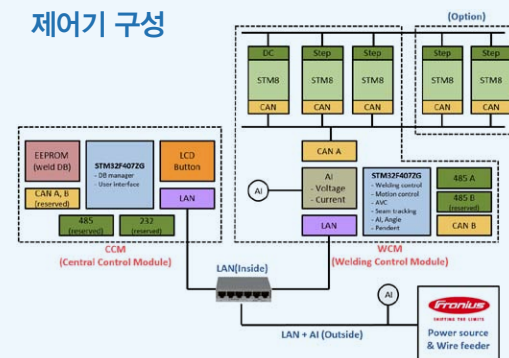 제어기 구성
(Option)
DC
Step
Step
Step
Step
STM8
STM8
STM8
STM8
STM8
CAN
CAN
CAN
CAN
CAN
CAN A
EEPROM
(weld DB)
STM32F407ZG
- DB manager
- User interface
LCD
Button
CAN A, B
(reserved)
LAN
485
(reserved)
232
(reserved)
CCM
(Central Control Module)
AI
AI
- Voltage
- Current
LAN
STM32F407ZG
- Welding control
- Motion control
- AVC
- Seam tracking
- AI, Angle
- Pendent
485 A
485 B
(reserved)
CAN B
WCM
(Welding Control Module)
LAN(Inside)
AI
LAN + AI (Outside)
Fronius
SHIFTING THE LIMITS
Power source
& Wire feeder